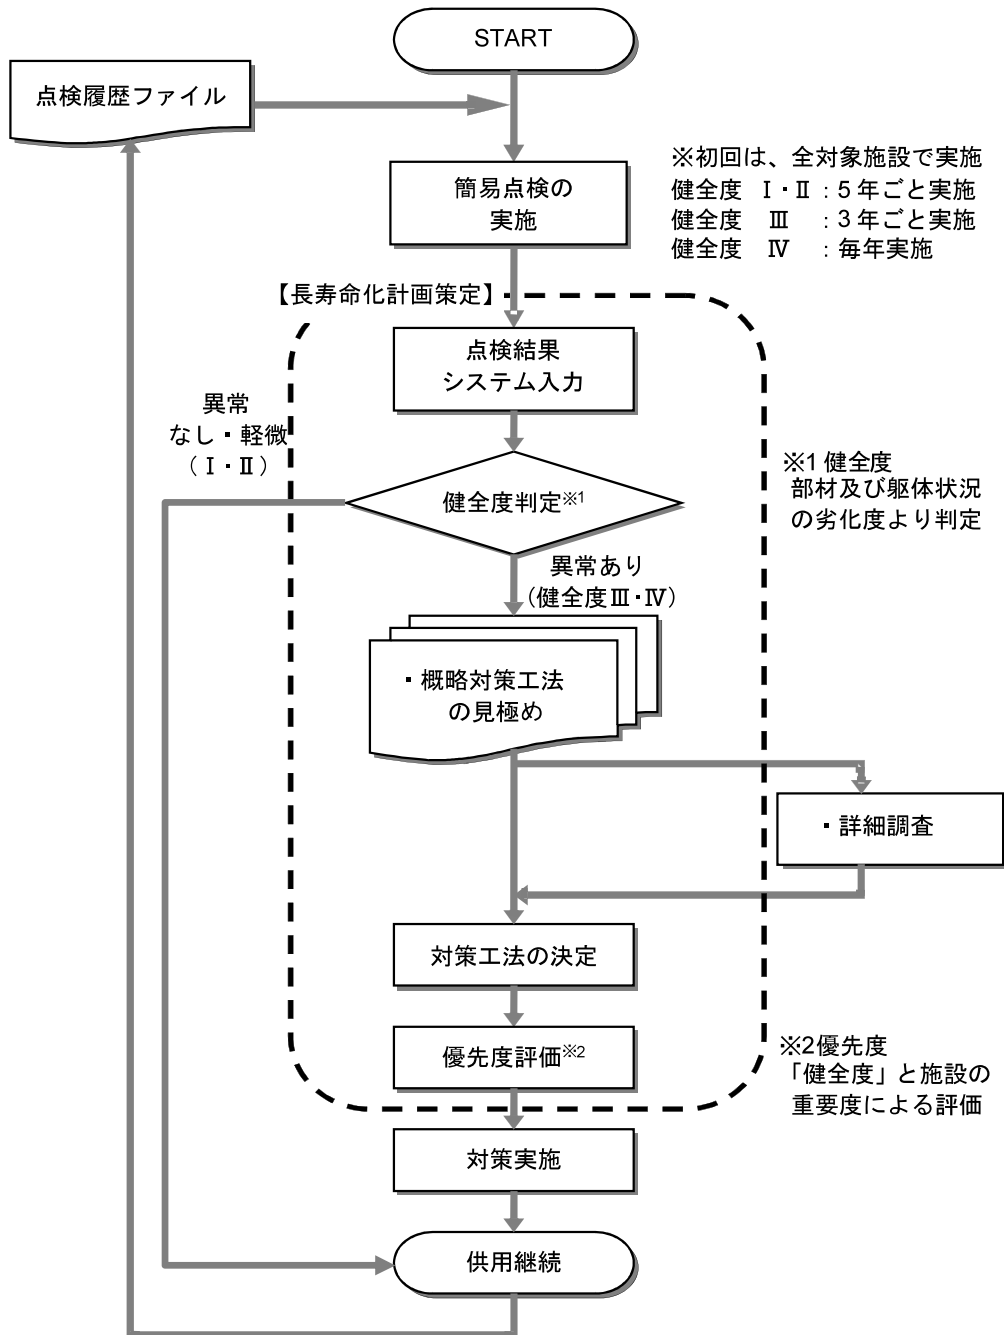 START
点検履歴ファイル
簡易点検の
実施
※初回は、全対象施設で実施
健全度 Ⅰ・Ⅱ：5年ごと実施
健全度 Ⅲ ：3年ごと実施
健全度 Ⅳ ：毎年実施
【長寿命化計画策定】
点検結果
システム入力
異常
なし・軽微
（Ⅰ・Ⅱ）
健全度判定※1
※1健全度
部材及び躯体状況
の劣化度より判定
異常あり
（健全度Ⅲ・Ⅳ）
・概略対策工法
の見極め
・詳細調査
対策工法の決定
優先度評価※2
※2優先度
「健全度」と施設の
重要度による評価
対策実施
供用継続